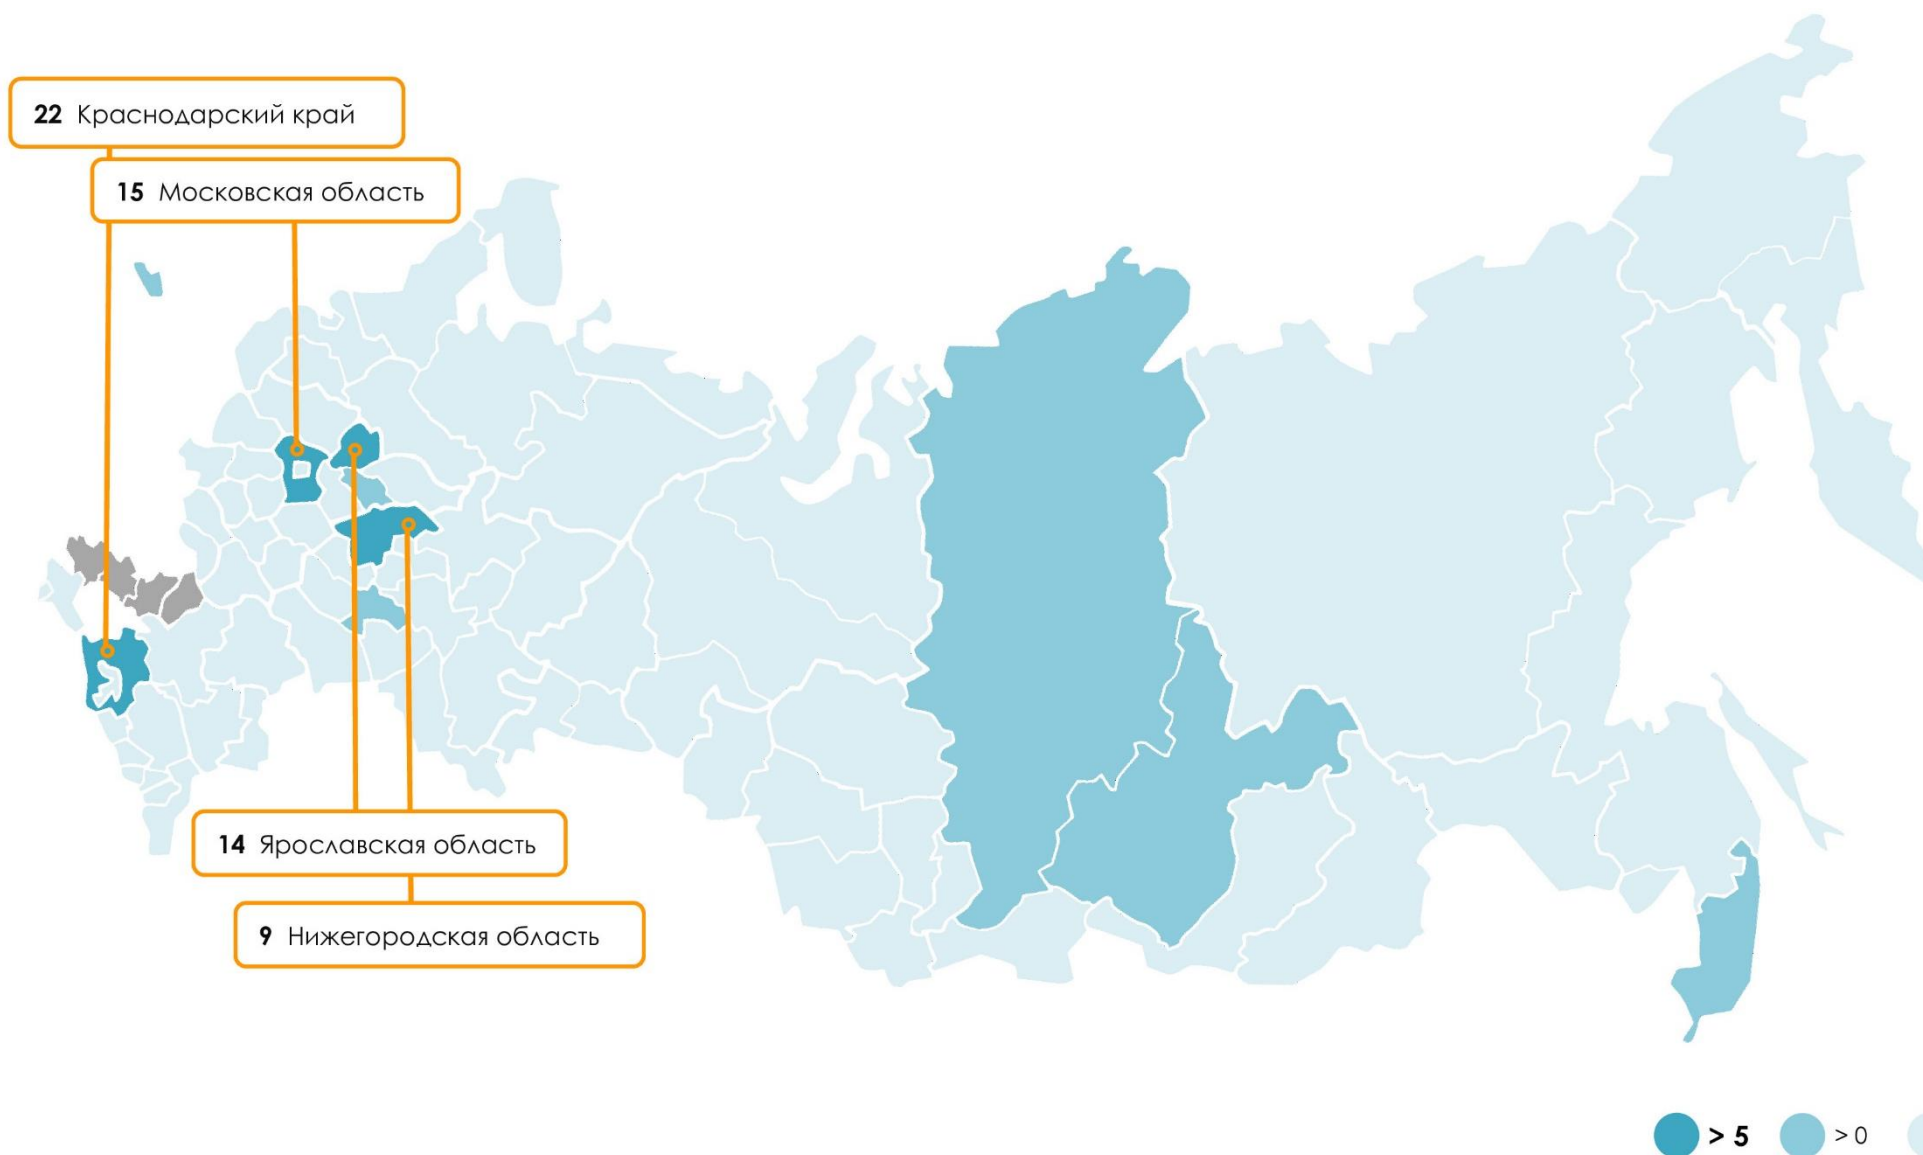 22 Краснодарский край
15 Московская область
14 Ярославская область
9 Нижегородская область
> 5
> 0